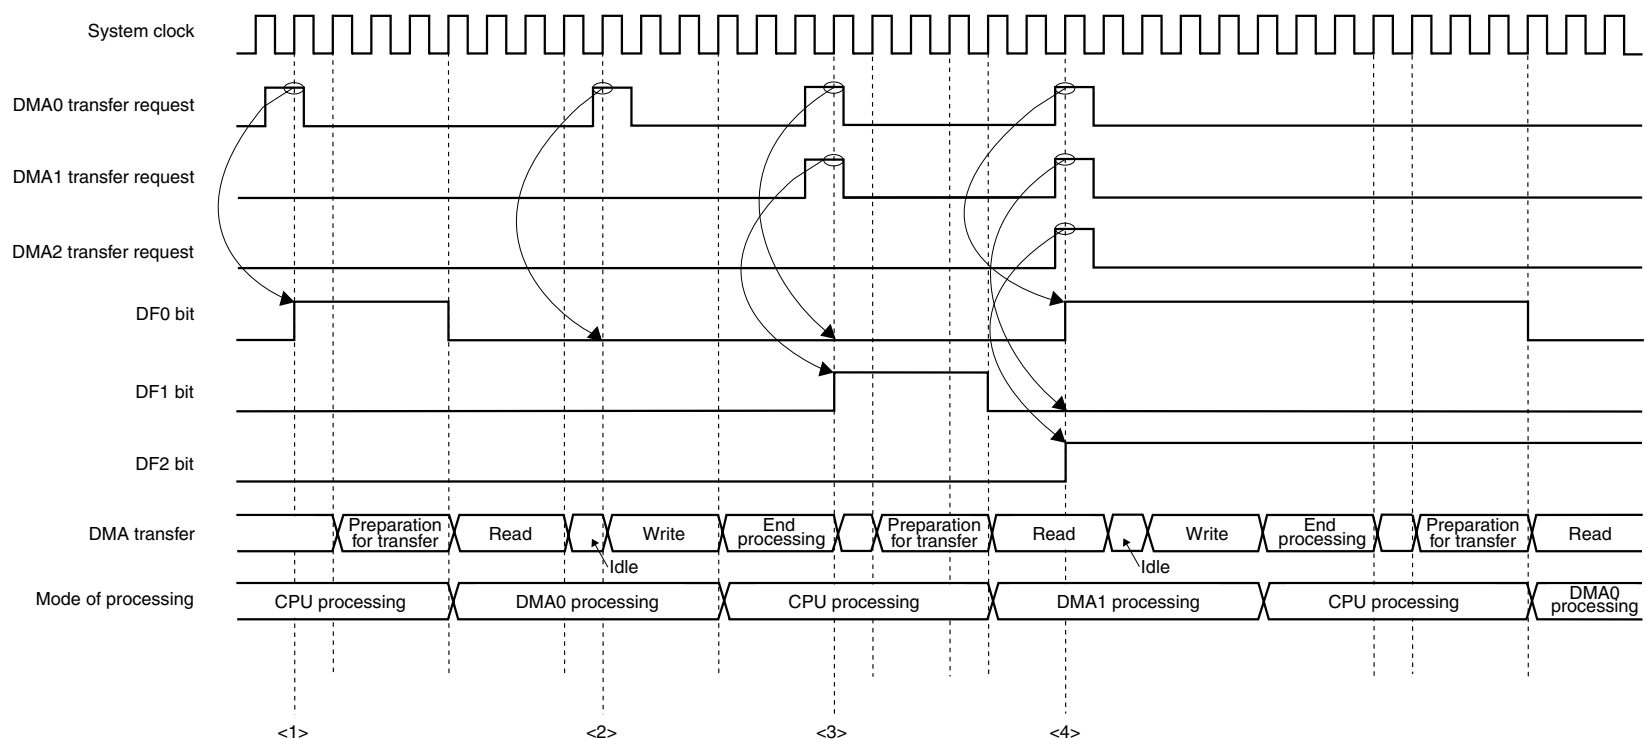 System clock
DMA0 transfer request
DMA1 transfer request
DMA2 transfer request
DF0 bit
DF1 bit
DF2 bit
DMA transfer
Preparation
for transfer
Read
Idle
Write
End
processing
Preparation
for transfer
Read
Idle
Write
End
processing
Preparation
for transfer
Read
Mode of processing
CPU processing
DMA0 processing
CPU processing
DMA1 processing
CPU processing
DMA0
processing
<1>
<2>
<3>
<4>